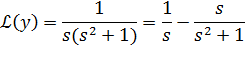 ℒ(y) = 1/(s(s² + 1)) = 1/s − s/(s² + 1)